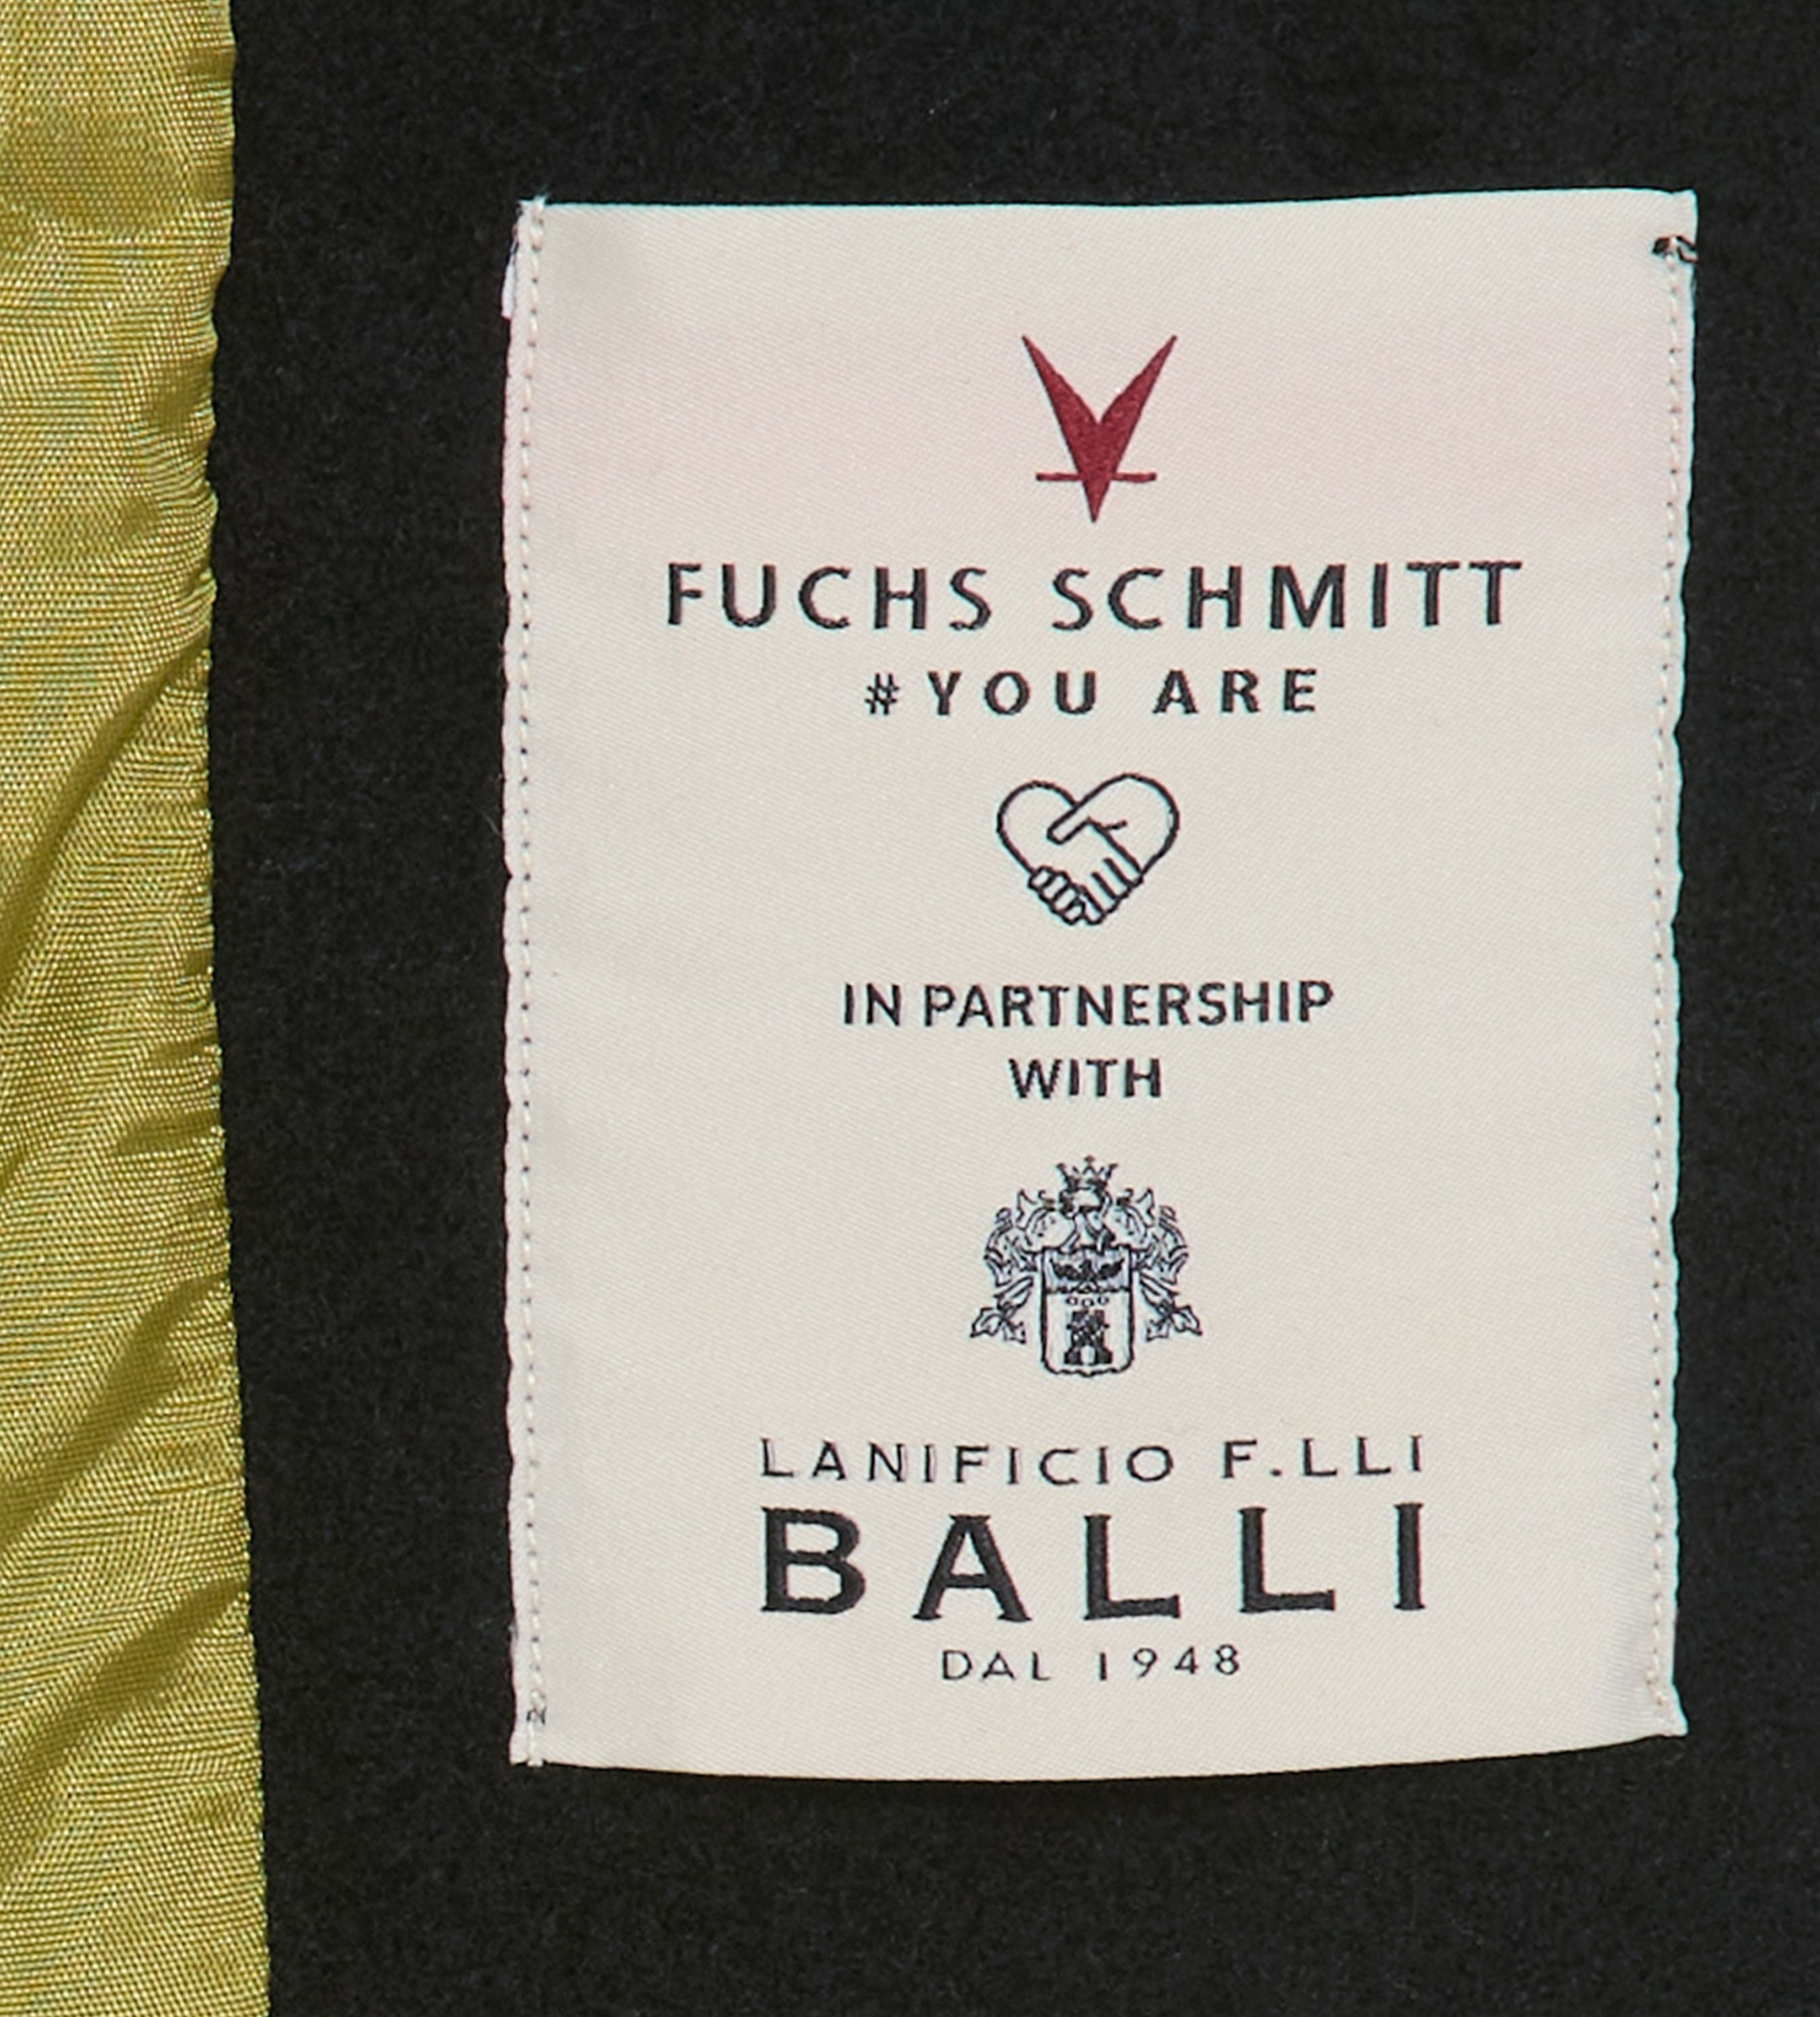 FUCHS SCHMITT
#YOU ARE
IN PARTNERSHIP
WITH
LANIFICIO F.LLI
BALLI
DAL 1948